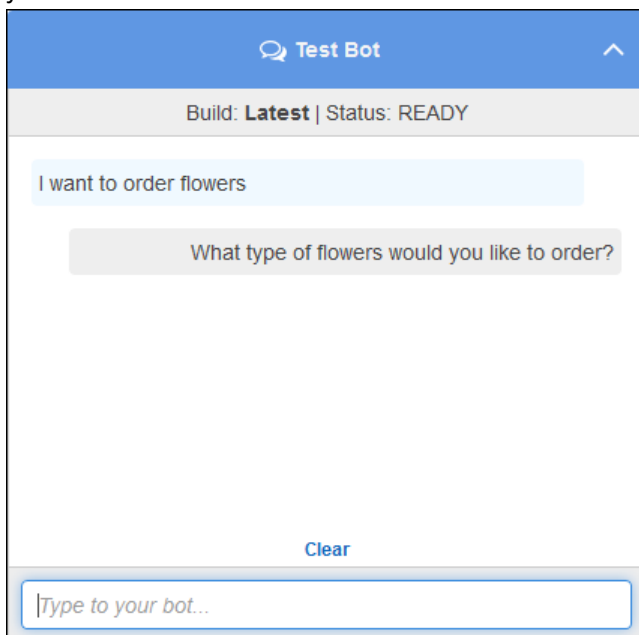 Test Bot
Build: Latest | Status: READY
I want to order flowers
What type of flowers would you like to order?
Clear
Type to your bot...